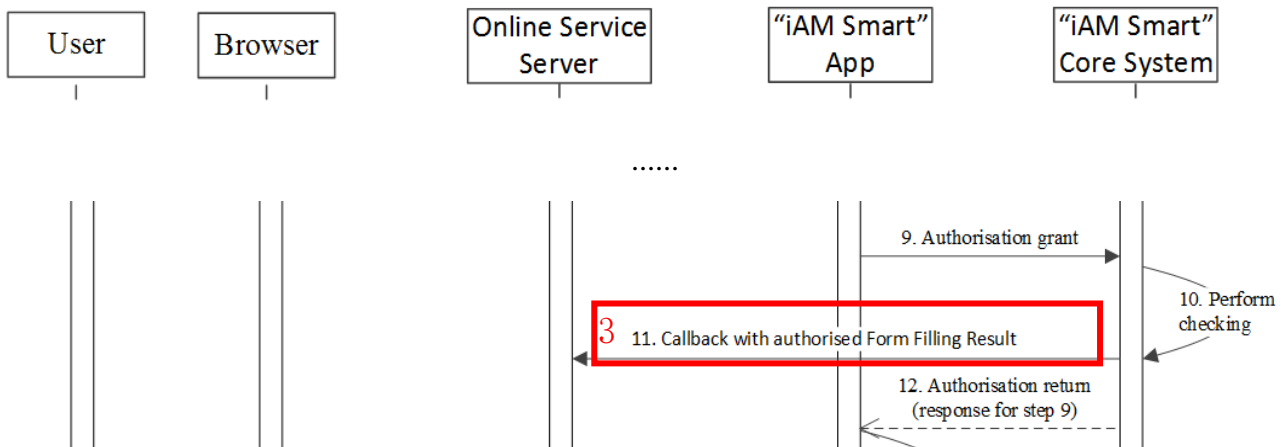 User
Browser
Online Service
Server
“iAM Smart”
App
“iAM Smart”
Core System
......
9. Authorisation grant
10. Perform
checking
3
11. Callback with authorised Form Filling Result
12. Authorisation return
(response for step 9)